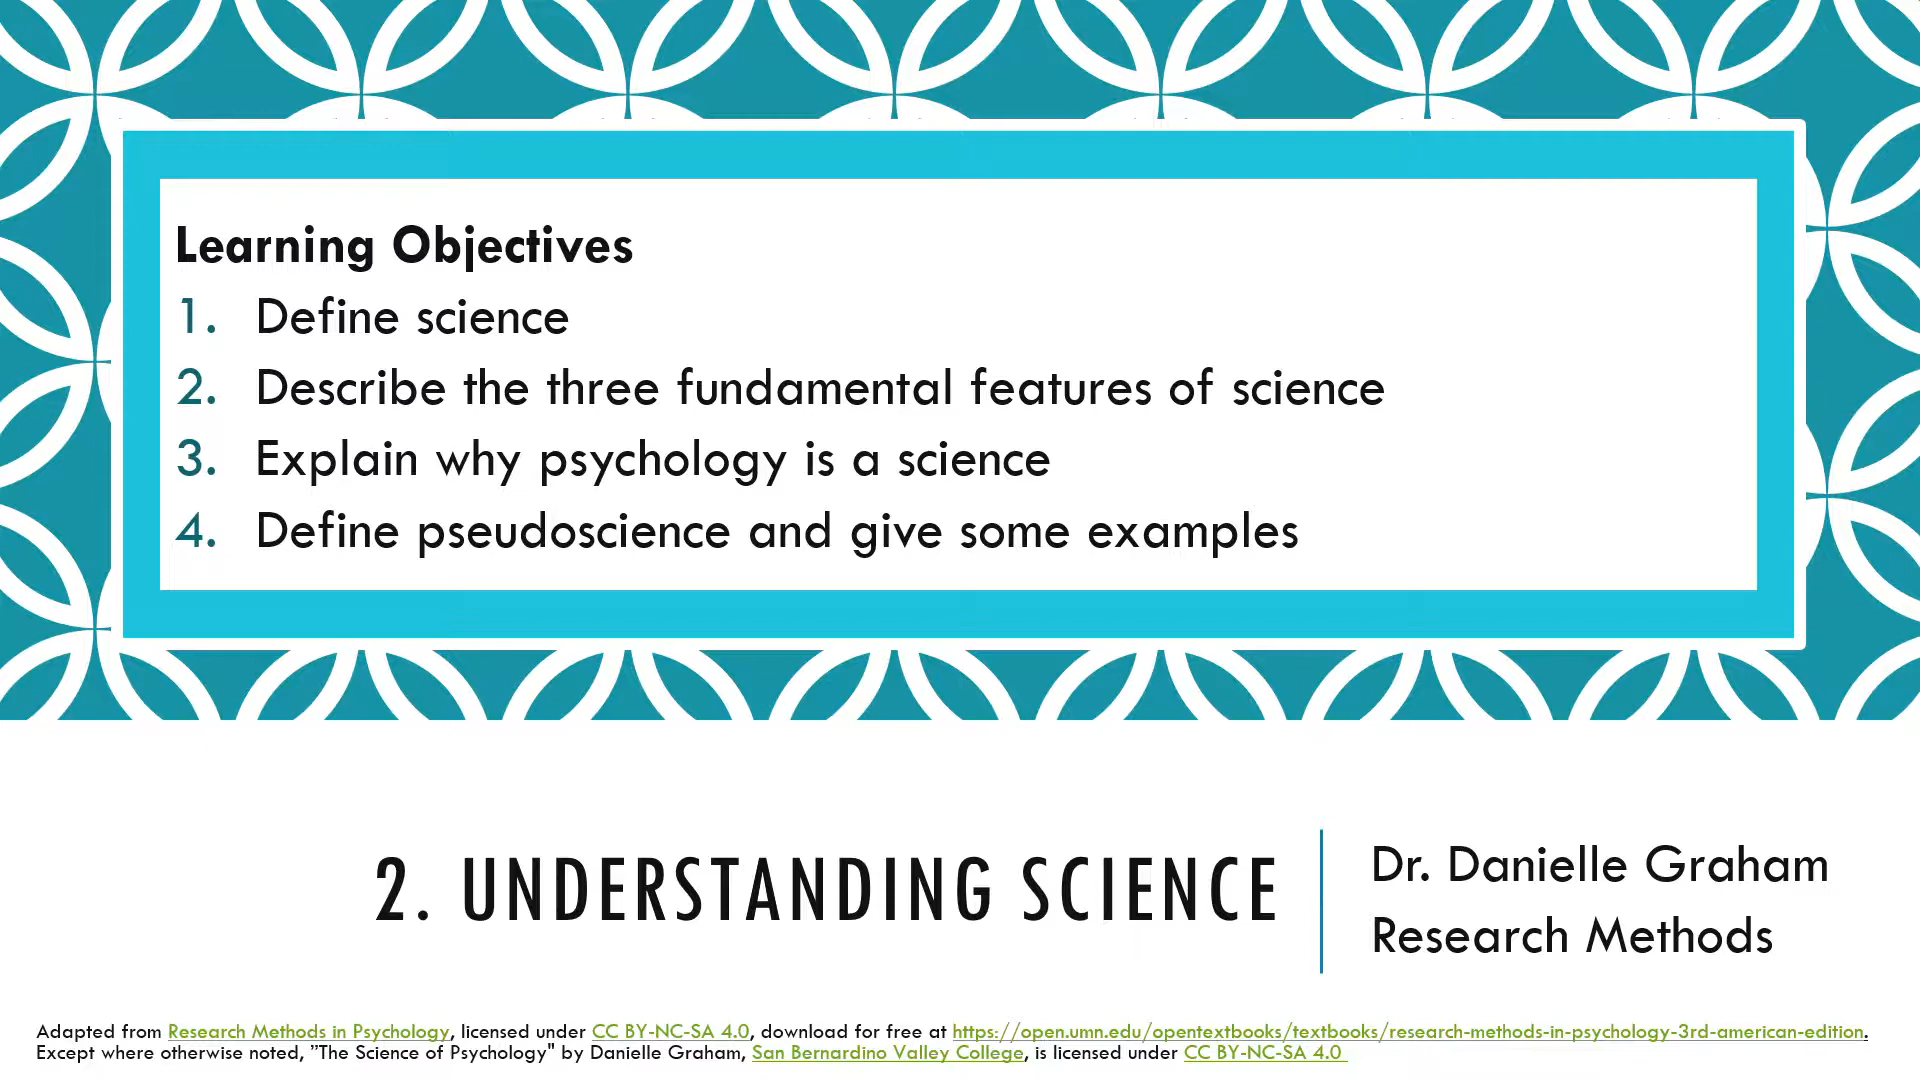 Learning Objectives
1. Define science
2. Describe the three fundamental features of science
3. Explain why psychology is a science
4. Define pseudoscience and give some examples
2. UNDERSTANDING SCIENCE
Dr. Danielle Graham
Research Methods
Adapted from Research Methods in Psychology, licensed under CC BY-NC-SA 4.0, download for free at https://open.umn.edu/opentextbooks/textbooks/research-methods-in-psychology-3rd-american-edition.
Except where otherwise noted, ”The Science of Psychology" by Danielle Graham, San Bernardino Valley College, is licensed under CC BY-NC-SA 4.0